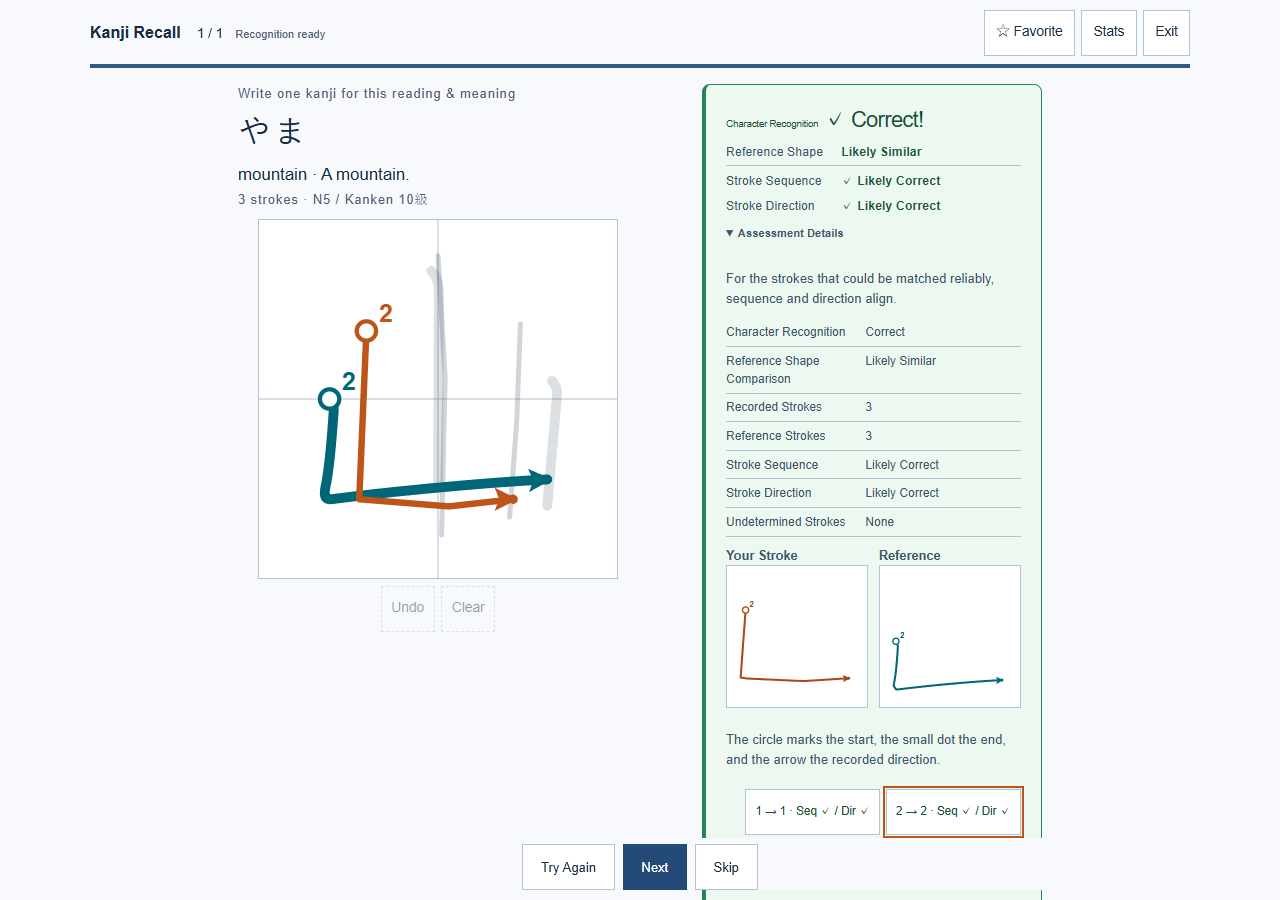 Kanji Recall 1 / 1 Recognition ready ☆ Favorite Stats Exit
Write one kanji for this reading & meaning
やま
mountain · A mountain.
3 strokes · N5 / Kanken 10級
2
2
Undo Clear
Character Recognition ✓ Correct!
Reference Shape Likely Similar
Stroke Sequence ✓ Likely Correct
Stroke Direction ✓ Likely Correct
▼ Assessment Details
For the strokes that could be matched reliably,
sequence and direction align.
Character Recognition Correct
Reference Shape Likely Similar
Comparison
Recorded Strokes 3
Reference Strokes 3
Stroke Sequence Likely Correct
Stroke Direction Likely Correct
Undetermined Strokes None
Your Stroke Reference
2 2
The circle marks the start, the small dot the end,
and the arrow the recorded direction.
1→1 · Seq ✓ / Dir ✓ 2→2 · Seq ✓ / Dir ✓
Try Again Next Skip